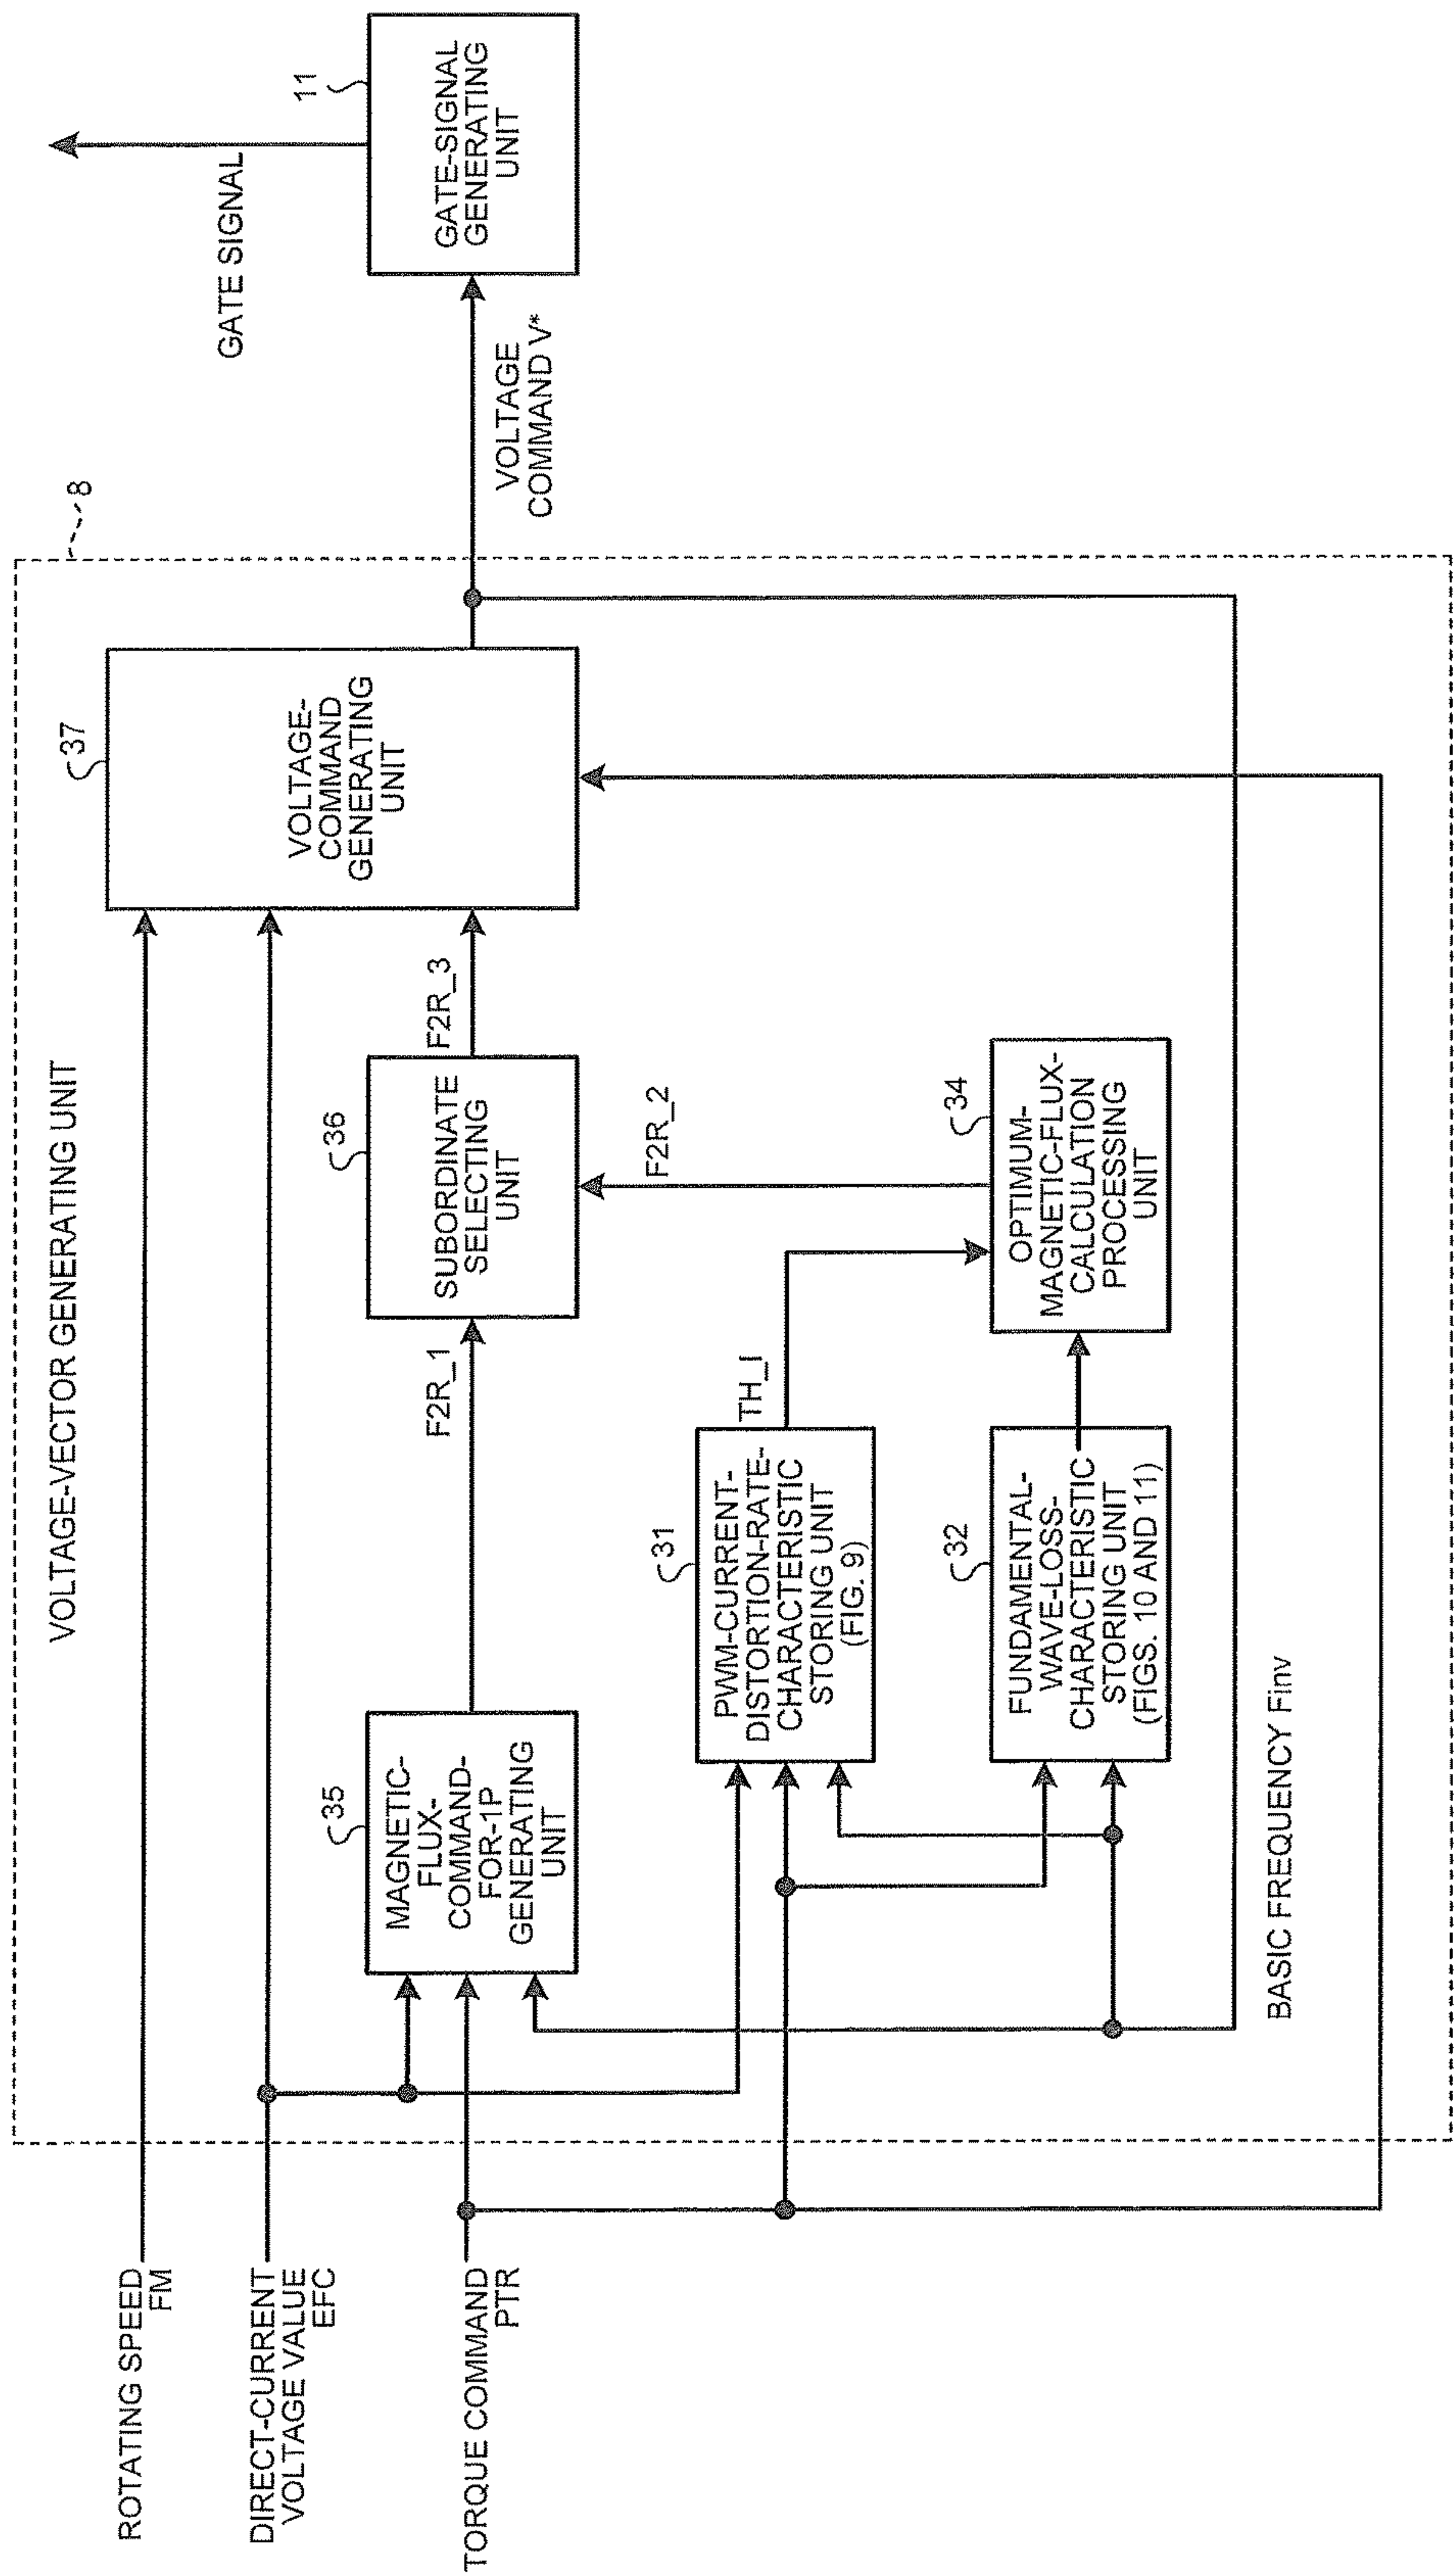 VOLTAGE-VECTOR GENERATING UNIT
8
ROTATING SPEED
FM
DIRECT-CURRENT
VOLTAGE VALUE
EFC
TORQUE COMMAND
PTR
35
MAGNETIC-
FLUX-
COMMAND-
FOR-1P
GENERATING
UNIT
F2R_1
36
SUBORDINATE
SELECTING
UNIT
F2R_3
37
VOLTAGE-
COMMAND
GENERATING
UNIT
VOLTAGE
COMMAND V*
11
GATE-SIGNAL
GENERATING
UNIT
GATE SIGNAL
31
PWM-CURRENT-
DISTORTION-RATE-
CHARACTERISTIC
STORING UNIT
(FIG. 9)
TH_I
F2R_2
32
FUNDAMENTAL-
WAVE-LOSS-
CHARACTERISTIC
STORING UNIT
(FIGS. 10 AND 11)
34
OPTIMUM-
MAGNETIC-FLUX-
CALCULATION
PROCESSING
UNIT
BASIC FREQUENCY Finv